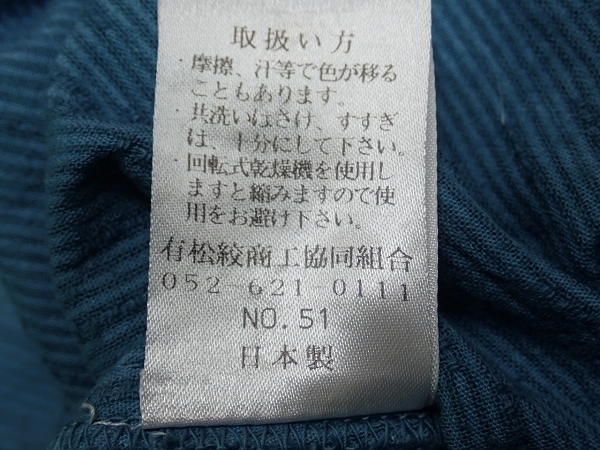 取扱い方
・摩擦、汗等で色が移る
こともあります。
・共洗いはさけ、すすぎ
は、十分にして下さい。
・回転式乾燥機を使用し
ますと縮みますので使
用をお避け下さい。
有松絞商工協同組合
052-621-0111
NO.51
日本製